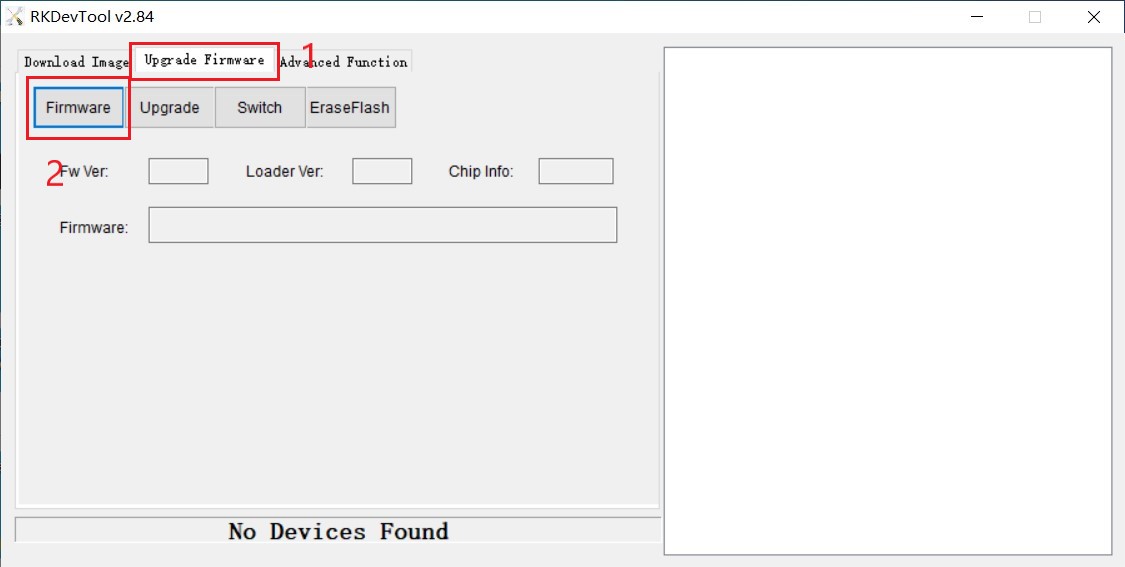 RKDevTool v2.84
Download Image Upgrade Firmware 1 Advanced Function
Firmware Upgrade Switch EraseFlash
2 Fw Ver: Loader Ver: Chip Info:
Firmware:
No Devices Found